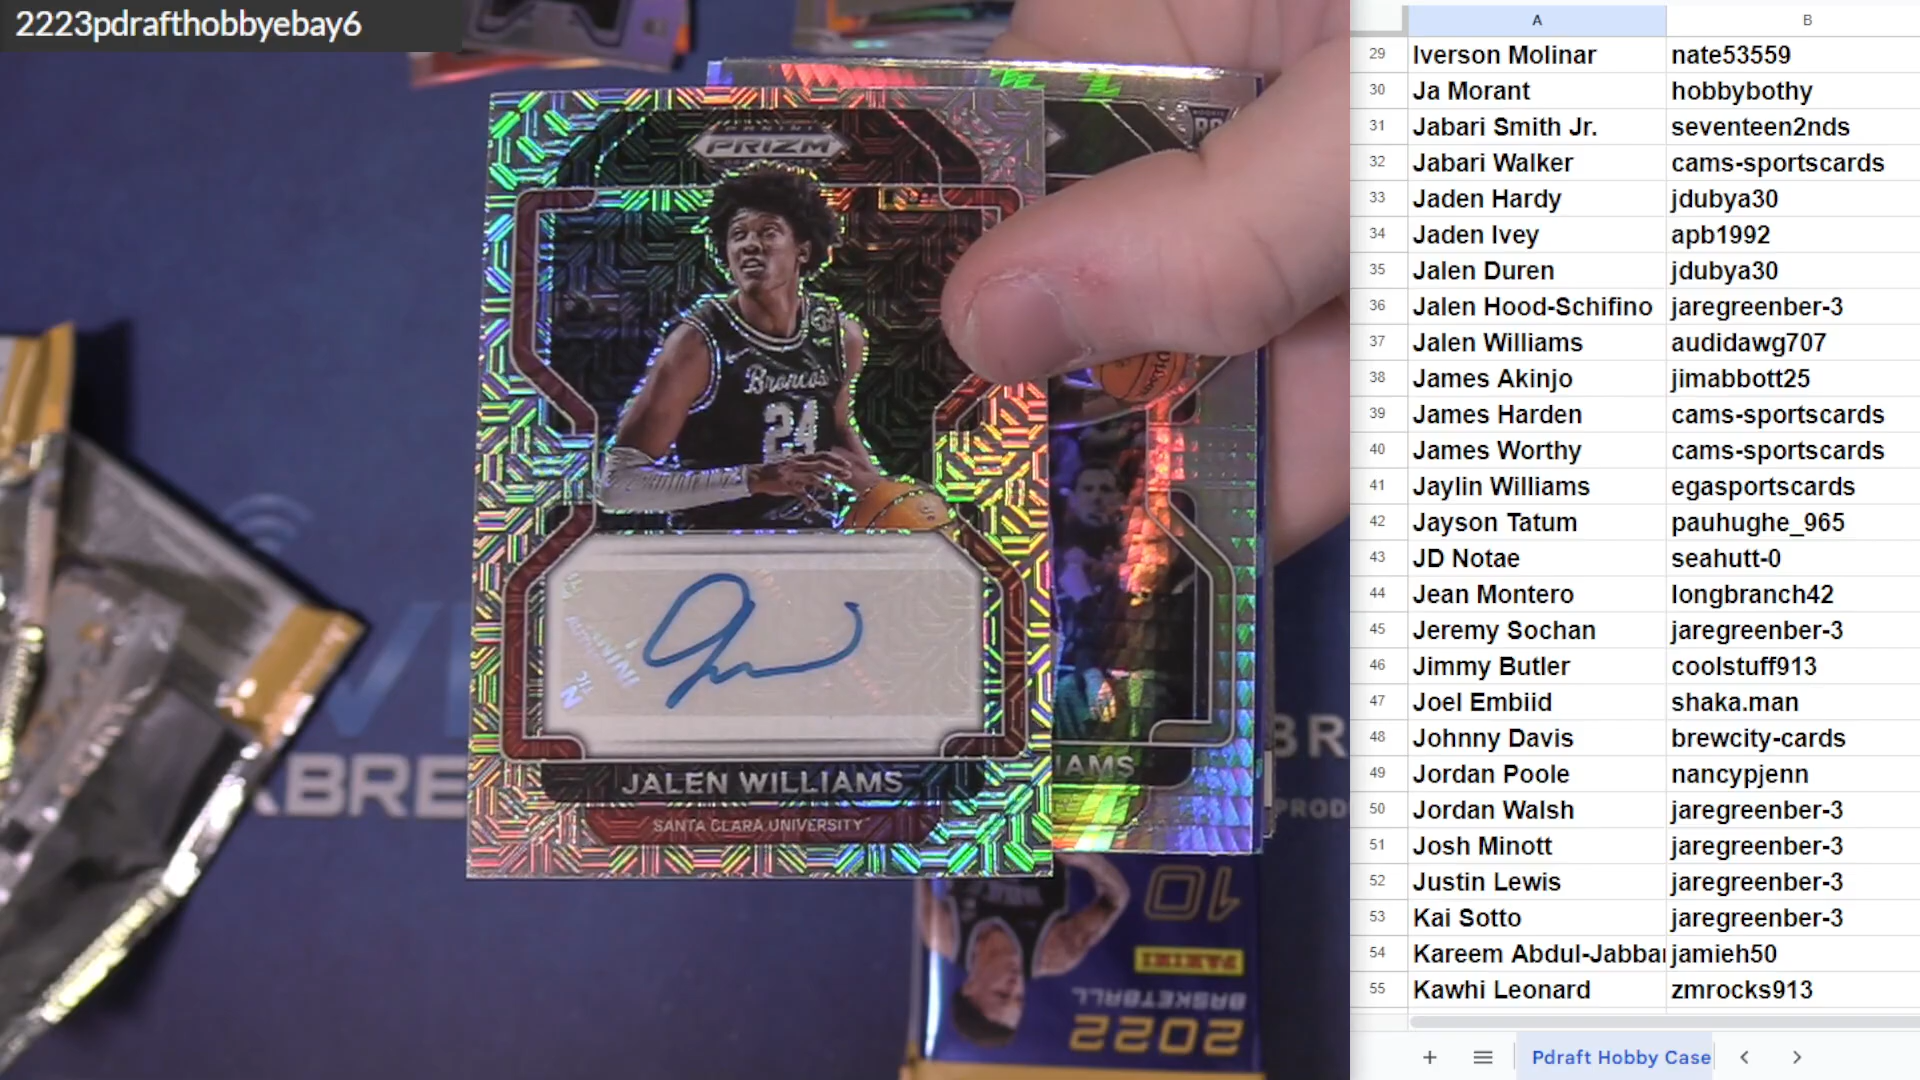 2223pdrafthobbyebay6
PANINI
PRIZM
Broncos
24
JALEN WILLIAMS
SANTA CLARA UNIVERSITY
IAMS
BRE
BR
PROD
10
PANINI
BASKETBALL
2022
A B
29 Iverson Molinar nate53559
30 Ja Morant hobbybothy
31 Jabari Smith Jr. seventeen2nds
32 Jabari Walker cams-sportscards
33 Jaden Hardy jdubya30
34 Jaden Ivey apb1992
35 Jalen Duren jdubya30
36 Jalen Hood-Schifino jaregreenber-3
37 Jalen Williams audidawg707
38 James Akinjo jimabbott25
39 James Harden cams-sportscards
40 James Worthy cams-sportscards
41 Jaylin Williams egasportscards
42 Jayson Tatum pauhughe_965
43 JD Notae seahutt-0
44 Jean Montero longbranch42
45 Jeremy Sochan jaregreenber-3
46 Jimmy Butler coolstuff913
47 Joel Embiid shaka.man
48 Johnny Davis brewcity-cards
49 Jordan Poole nancypjenn
50 Jordan Walsh jaregreenber-3
51 Josh Minott jaregreenber-3
52 Justin Lewis jaregreenber-3
53 Kai Sotto jaregreenber-3
54 Kareem Abdul-Jabbar jamieh50
55 Kawhi Leonard zmrocks913
Pdraft Hobby Case